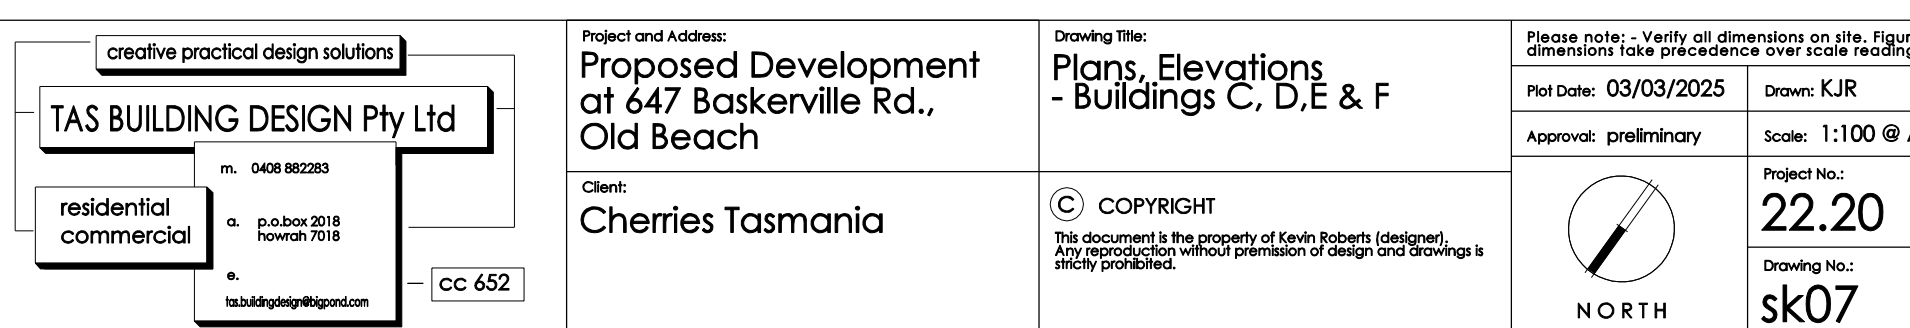 creative practical design solutions
TAS BUILDING DESIGN Pty Ltd
m. 0408 882283
residential
commercial
a. p.o.box 2018
howrah 7018
e.
tas.buildingdesign@bigpond.com
cc 652
Project and Address:
Proposed Development
at 647 Baskerville Rd.,
Old Beach
Client:
Cherries Tasmania
Drawing Title:
Plans, Elevations
- Buildings C, D,E & F
C COPYRIGHT
This document is the property of Kevin Roberts (designer).
Any reproduction without premission of design and drawings is
strictly prohibited.
Please note: - Verify all dimensions on site. Figur
dimensions take precedence over scale reading
Plot Date: 03/03/2025
Drawn: KJR
Approval: preliminary
Scale: 1:100 @
NORTH
Project No.:
22.20
Drawing No.:
sk07